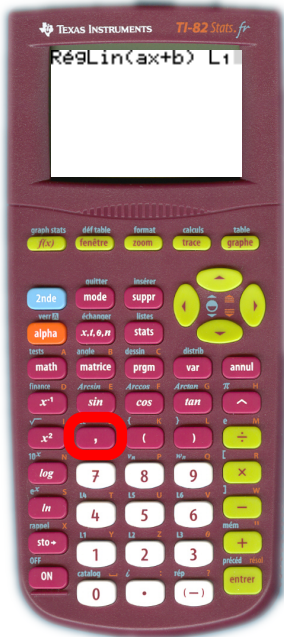 TEXAS INSTRUMENTS TI-82 Stats.fr
RégLin(ax+b) L1
graph stats déf table format calculs table
f(x) fenêtre zoom trace graphe
quitter insérer
2nde mode suppr
verr A échanger listes
alpha x,t,θ,n stats
tests A angle B dessin C distrib
math matrice prgm var annul
finance D Arcsin E Arccos F Arctan G π H
x⁻¹ sin cos tan ^
√ I { K } L e M
x² , ( ) ÷
10ˣ N vₙ P wₙ Q [ R
log 7 8 9 ×
eˣ S L4 T L5 U L6 V ] W
ln 4 5 6 −
rappel X L1 Y L2 Z L3 θ mém "
sto→ 1 2 3 +
OFF catalog i : rép ? précéd résol
ON 0 . (−) entrer